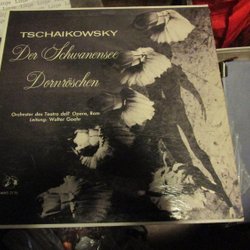 TSCHAIKOWSKY
Der Schwanensee
Dornröschen
Orchester des Teatro dell' Opera, Rom
Leitung: Walter Goehr